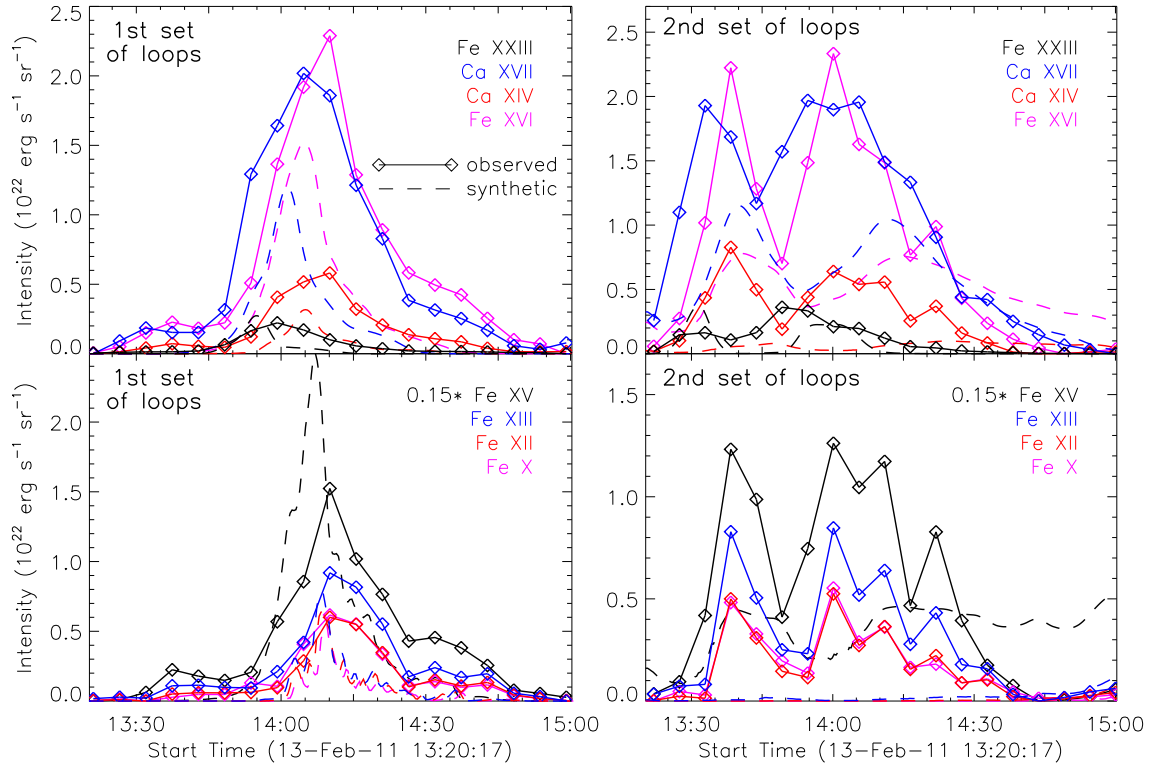 1st set
of loops
Fe XXIII
Ca XVII
Ca XIV
Fe XVI
observed
synthetic
2.5
2.0
1.5
1.0
0.5
0.0
Intensity (10²² erg s⁻¹ sr⁻¹)
2nd set of loops
Fe XXIII
Ca XVII
Ca XIV
Fe XVI
2.5
2.0
1.5
1.0
0.5
0.0
1st set
of loops
0.15* Fe XV
Fe XIII
Fe XII
Fe X
2.0
1.5
1.0
0.5
0.0
Intensity (10²² erg s⁻¹ sr⁻¹)
13:30
14:00
14:30
15:00
Start Time (13-Feb-11 13:20:17)
2nd set of loops
0.15* Fe XV
Fe XIII
Fe XII
Fe X
1.5
1.0
0.5
0.0
13:30
14:00
14:30
15:00
Start Time (13-Feb-11 13:20:17)